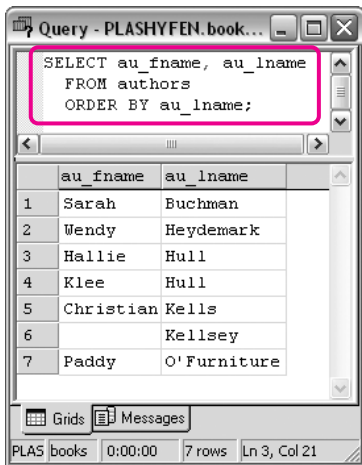 Query - PLASHYFEN.book...
SELECT au_fname, au_lname
FROM authors
ORDER BY au_lname;
au_fname au_lname
1 Sarah Buchman
2 Wendy Heydemark
3 Hallie Hull
4 Klee Hull
5 Christian Kells
6 Kellsey
7 Paddy O'Furniture
Grids Messages
PLAS books 0:00:00 7 rows Ln 3, Col 21